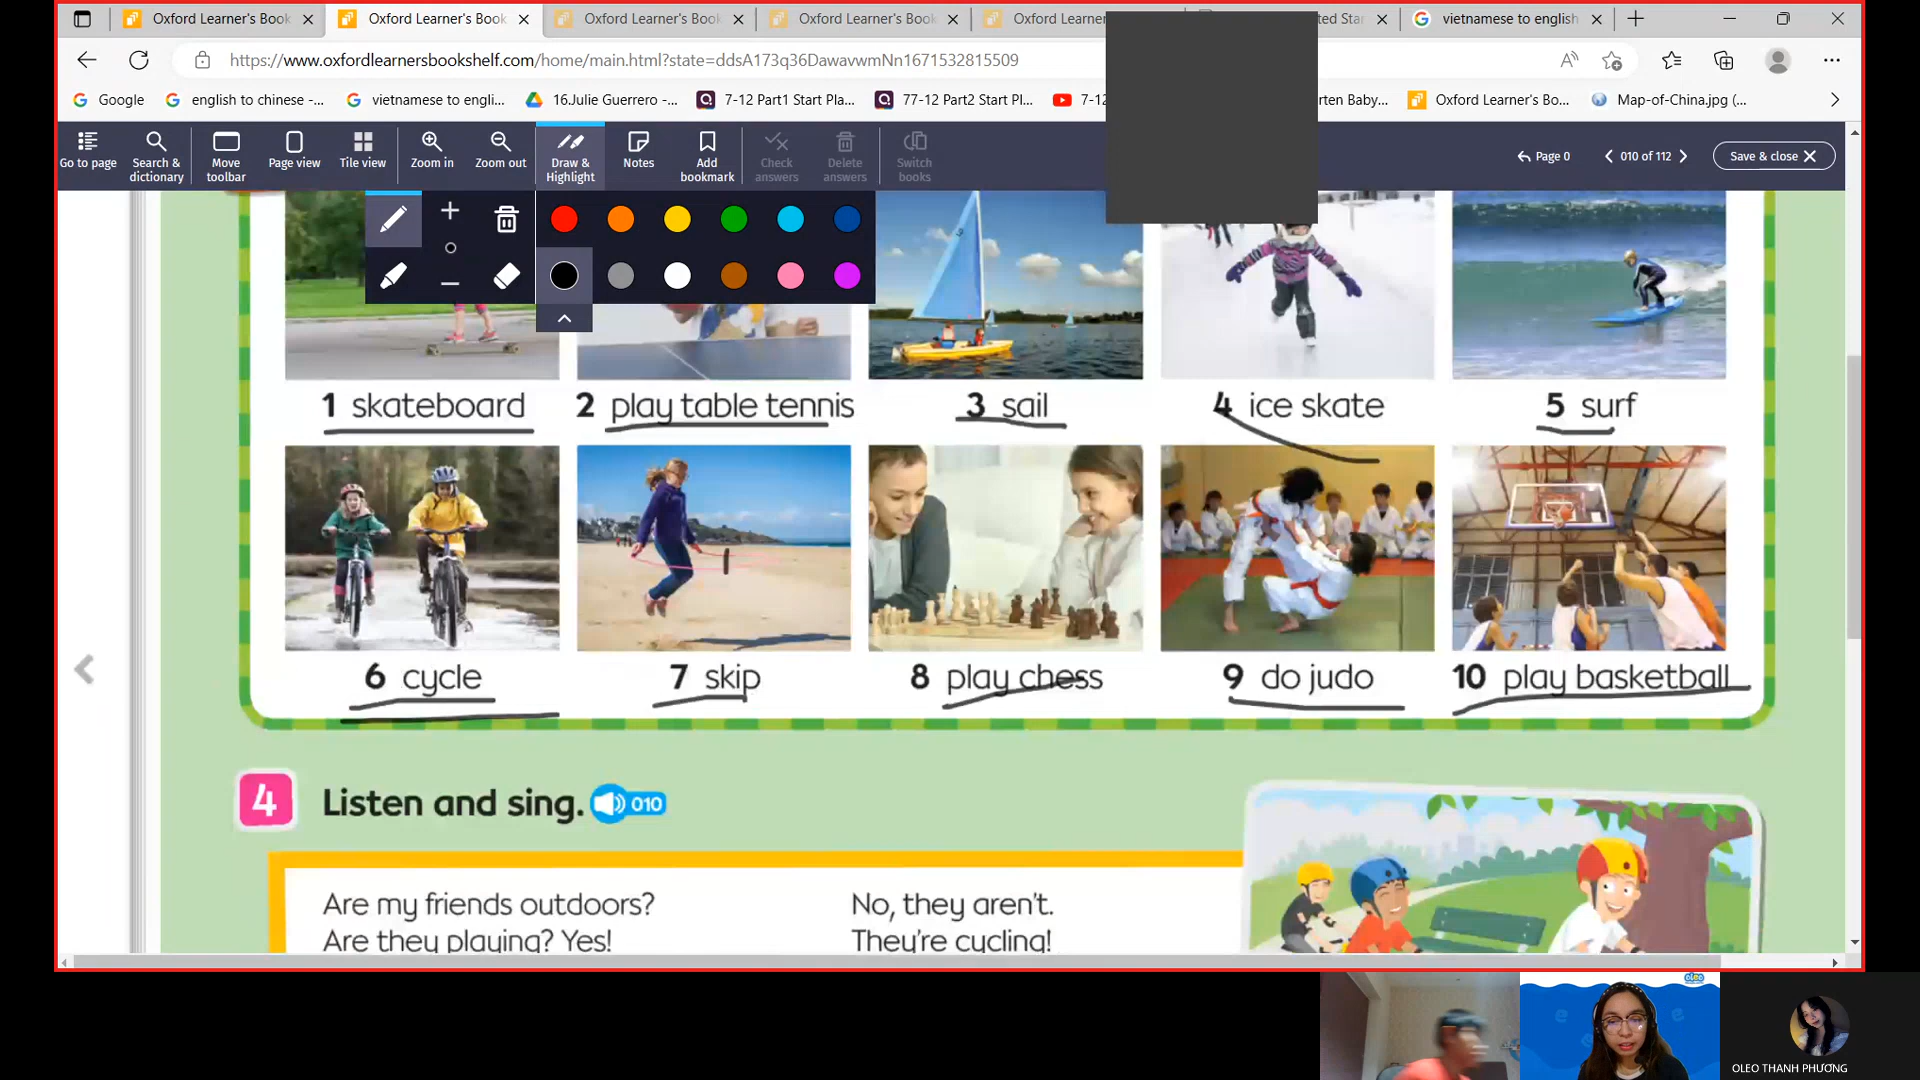 Oxford Learner's Book
Oxford Learner's Book
Oxford Learner's Book
Oxford Learner's Book
Oxford Learner
ted Star
vietnamese to english
https://www.oxfordlearnersbookshelf.com/home/main.html?state=ddsA173q36DawavwmNn1671532815509
Google
english to chinese -...
vietnamese to engli...
16.Julie Guerrero -...
7-12 Part1 Start Pla...
77-12 Part2 Start Pl...
7-12
rten Baby...
Oxford Learner's Bo...
Map-of-China.jpg (...
Go to page
Search & dictionary
Move toolbar
Page view
Tile view
Zoom in
Zoom out
Draw & Highlight
Notes
Add bookmark
Check answers
Delete answers
Switch books
Page 0
010 of 112
Save & close
1 skateboard
2 play table tennis
3 sail
4 ice skate
5 surf
6 cycle
7 skip
8 play chess
9 do judo
10 play basketball
4 Listen and sing. 010
Are my friends outdoors?
No, they aren't.
Are they playing? Yes!
They're cycling!
oleo
OLEO THANH PHƯƠNG